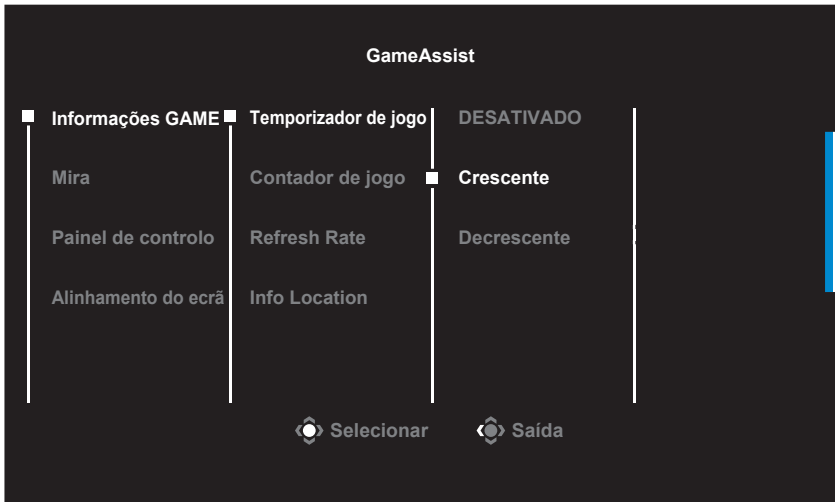 GameAssist
Informações GAME
Temporizador de jogo
DESATIVADO
Mira
Contador de jogo
Crescente
Painel de controlo
Refresh Rate
Decrescente
Alinhamento do ecrã
Info Location
Selecionar
Saída